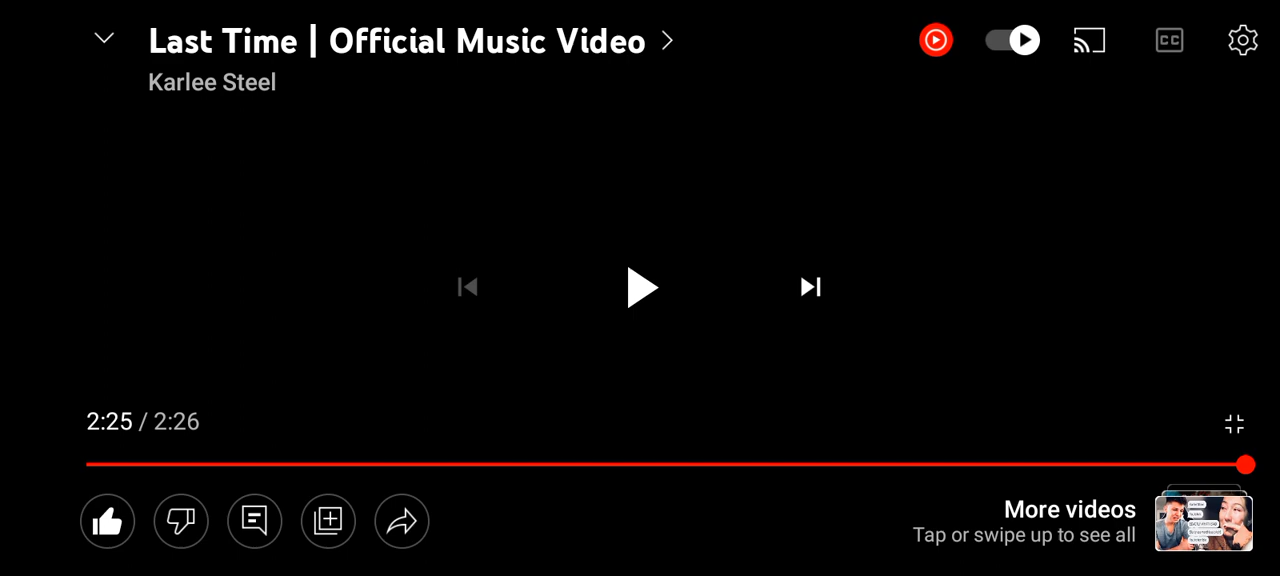 Last Time | Official Music Video
Karlee Steel
CC
2:25 / 2:26
More videos
Tap or swipe up to see all